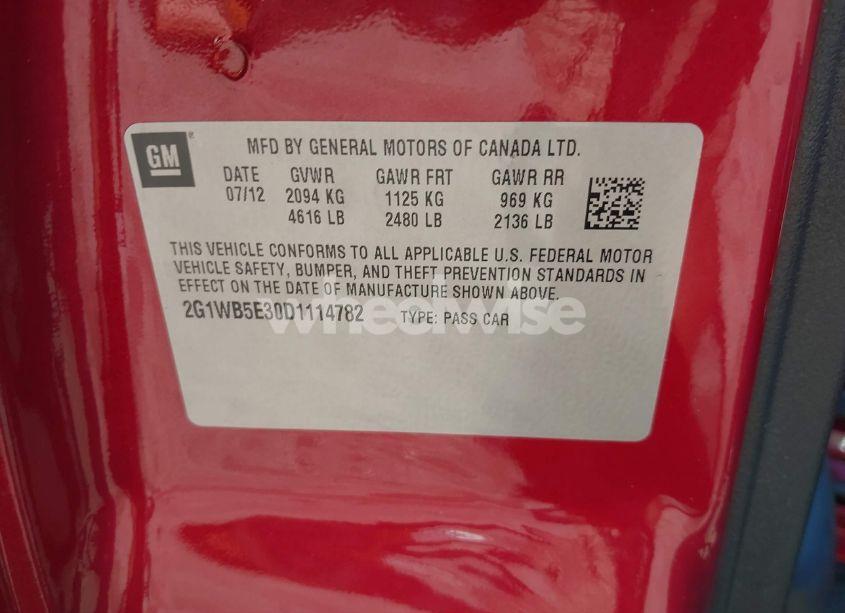 GM
MFD BY GENERAL MOTORS OF CANADA LTD.
DATE GVWR GAWR FRT GAWR RR
07/12 2094 KG 1125 KG 969 KG
4616 LB 2480 LB 2136 LB
THIS VEHICLE CONFORMS TO ALL APPLICABLE U.S. FEDERAL MOTOR
VEHICLE SAFETY, BUMPER, AND THEFT PREVENTION STANDARDS IN
EFFECT ON THE DATE OF MANUFACTURE SHOWN ABOVE.
2G1WB5E30D1114782 TYPE: PASS CAR
wheelwise